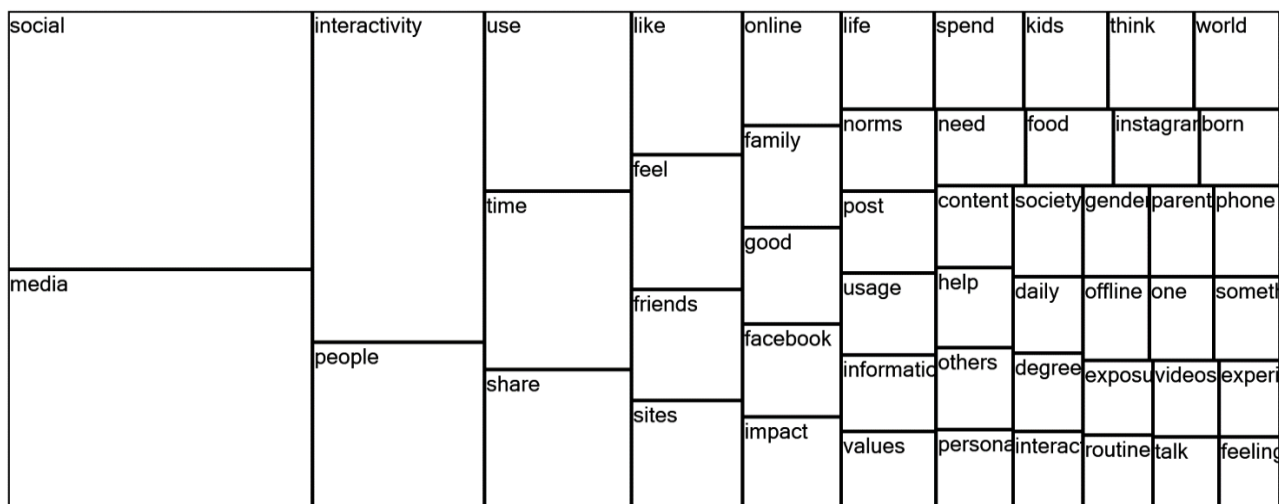 social
media
interactivity
people
use
time
share
like
feel
friends
sites
online
family
good
facebook
impact
life
norms
post
usage
informatic
values
spend
kids
think
world
need
food
instagrar
born
content
help
others
persona
society
daily
degree
interac
gender
parent
phone
offline
one
someth
exposu
videos
experi
routine
talk
feeling